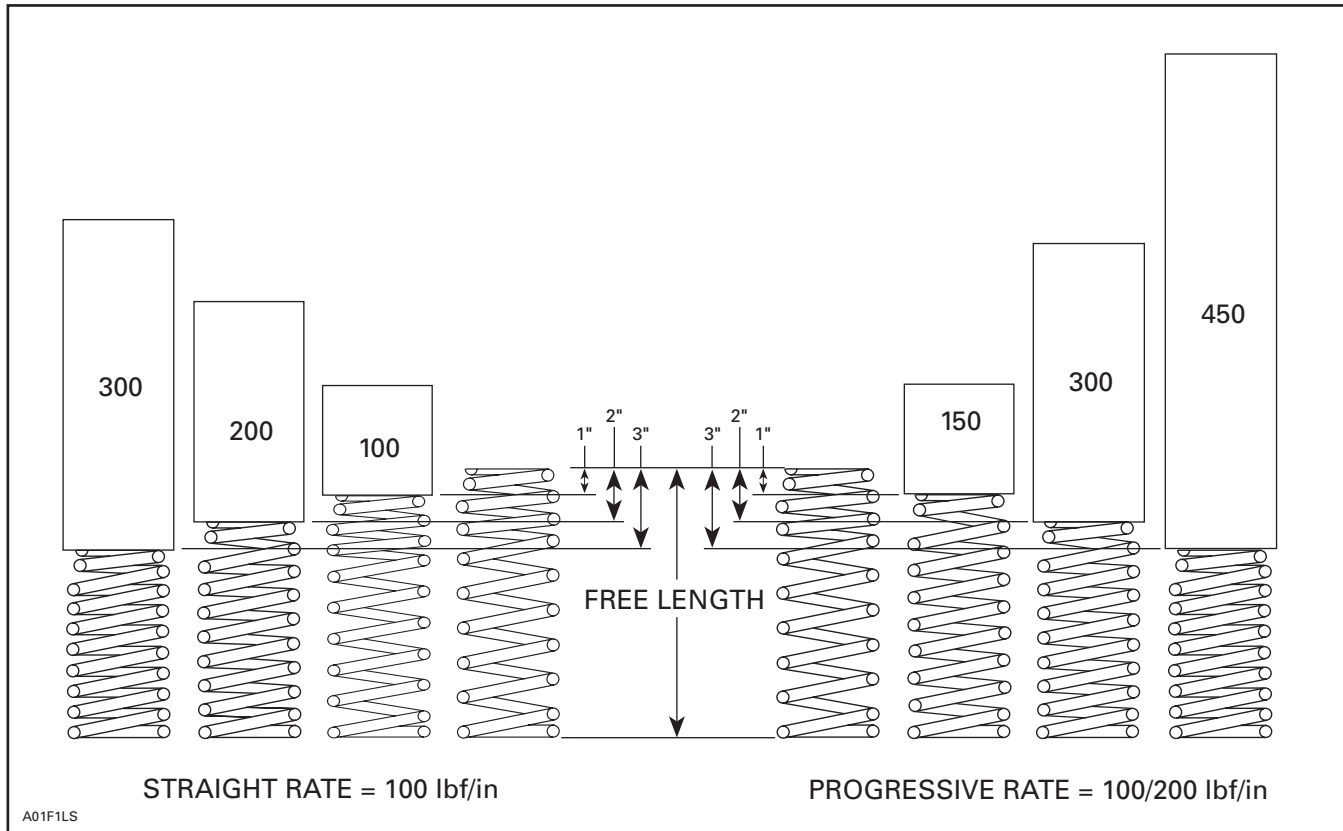 450
300
300
150
200
100
2" 2"
1" 3" 3" 1"
FREE LENGTH
STRAIGHT RATE = 100 lbf/in
PROGRESSIVE RATE = 100/200 lbf/in
A01F1LS